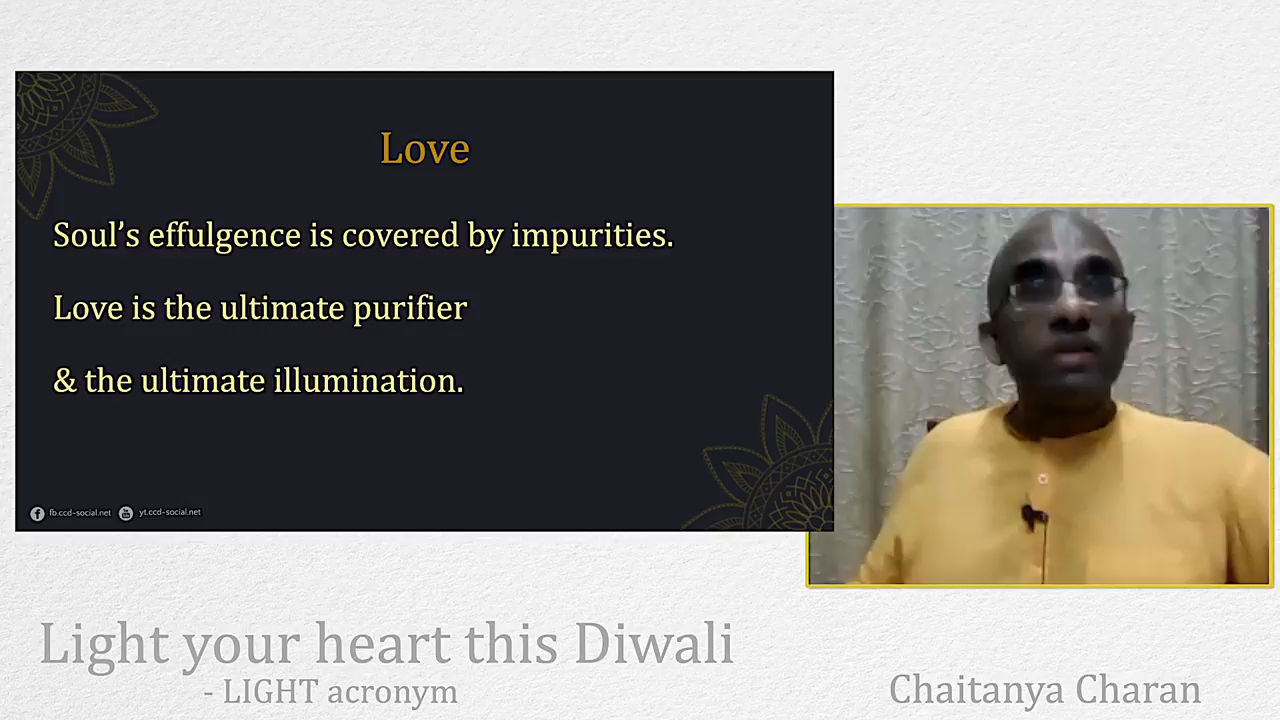 Love
Soul’s effulgence is covered by impurities.
Love is the ultimate purifier
& the ultimate illumination.
fb.ccd-social.net yt.ccd-social.net
Light your heart this Diwali
- LIGHT acronym
Chaitanya Charan